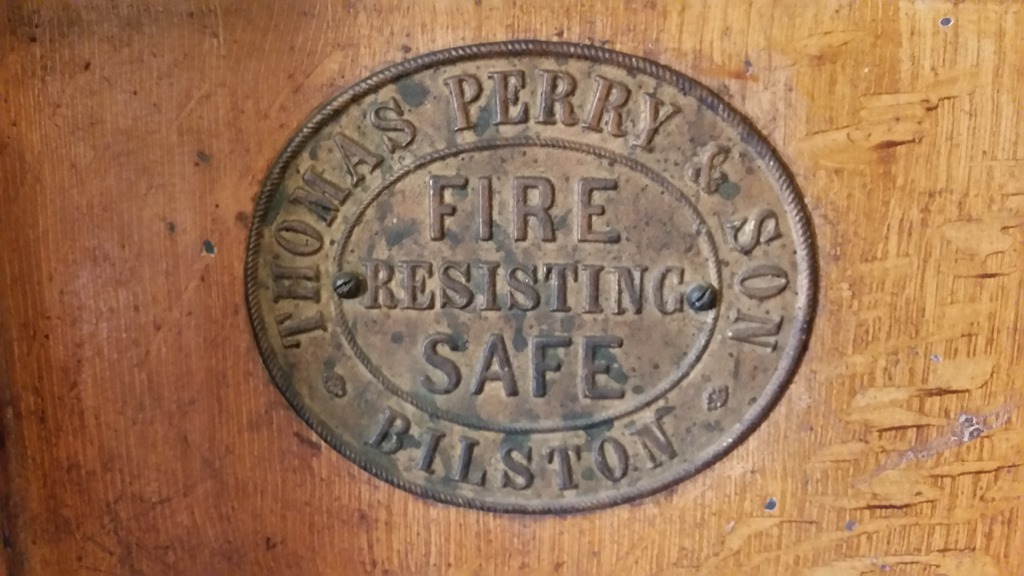 THOMAS PERRY & SON
FIRE
RESISTING
SAFE
BILSTON